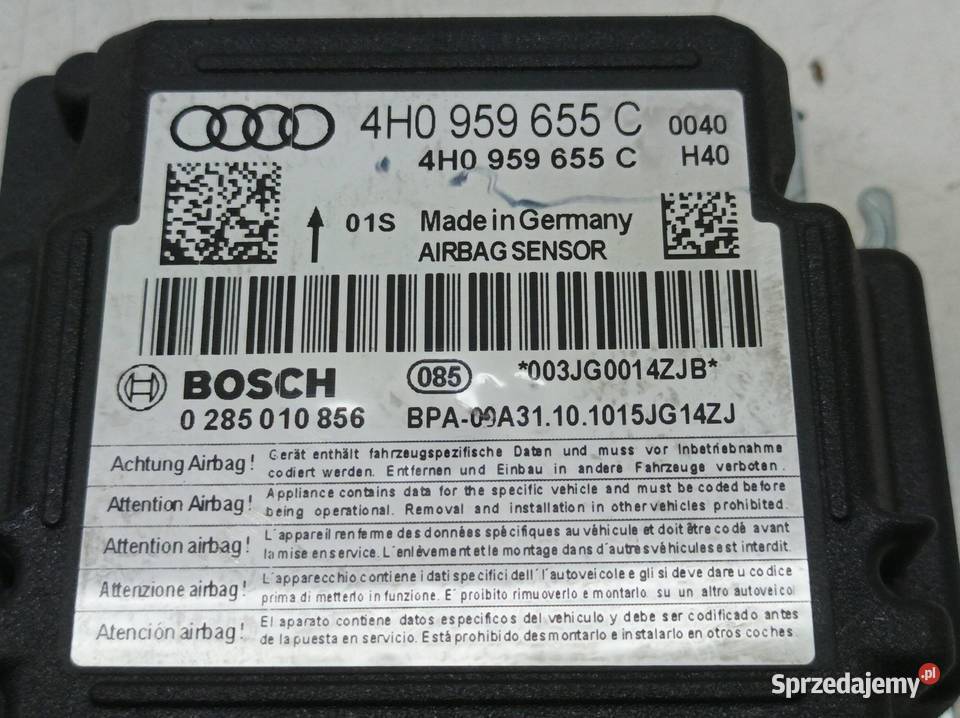 4H0 959 655 C 0040
4H0 959 655 C H40
01S Made in Germany
AIRBAG SENSOR
BOSCH 085 *003JG0014ZJB*
0 285 010 856 BPA-00A31.10.1015JG14ZJ
Achtung Airbag! Gerät enthält fahrzeugspezifische Daten und muss vor Inbetriebnahme
codiert werden. Entfernen und Einbau in andere Fahrzeuge verboten.
Attention Airbag! Appliance contains data for the specific vehicle and must be coded before
being operational. Removal and installation in other vehicles prohibited.
Attention airbag! L'appareil renferme des données spécifiques au véhicule et doit être codé avant
la mise en service. L'enlèvement et le montage dans d'autres véhicules est interdit.
Attenzione airbag! L'apparecchio contiene i dati specifici dell'l'autoveicolo e gli si deve dare u codice
prima di metterlo in funzione. E' proibito rimuoverlo e montarlo su un altro autoveicol
Atención airbag! El aparato contiene datos específicos del vehículo y debe ser codificado antes
de la puesta en servicio. Está prohibido desmontarlo e instalarlo en otros coches.
Sprzedajemy.pl